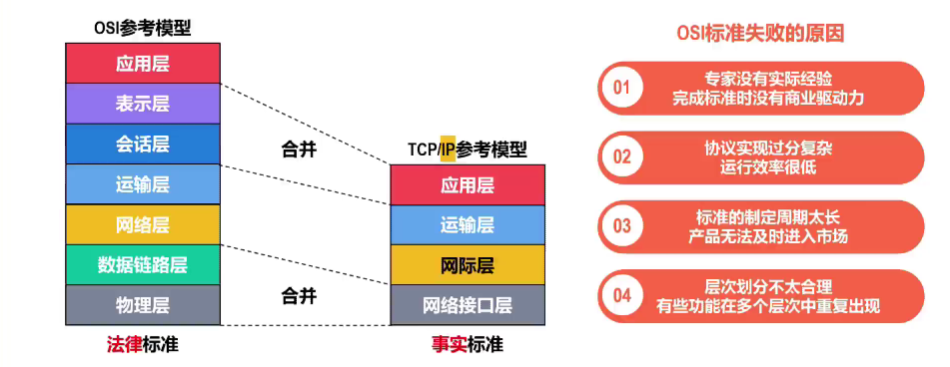 OSI参考模型
应用层
表示层
会话层
运输层
网络层
数据链路层
物理层
法律标准
合并
合并
TCP/IP参考模型
应用层
运输层
网际层
网络接口层
事实标准
OSI标准失败的原因
01
专家没有实际经验
完成标准时没有商业驱动力
02
协议实现过分复杂
运行效率很低
03
标准的制定周期太长
产品无法及时进入市场
04
层次划分不太合理
有些功能在多个层次中重复出现